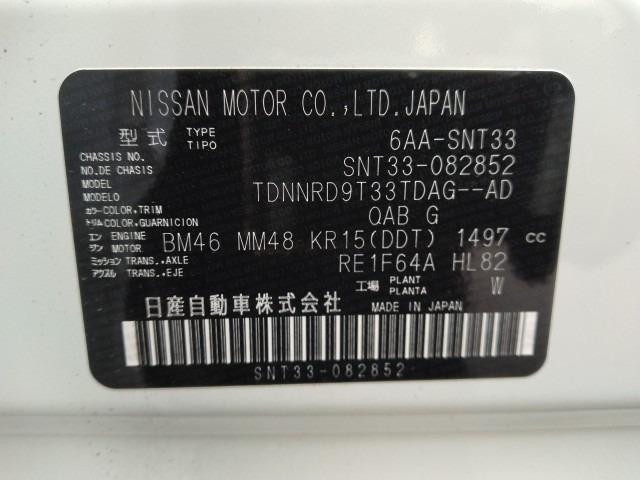 NISSAN MOTOR CO.,LTD.JAPAN
型式 TYPE TIPO 6AA-SNT33
CHASSIS NO. NO.DE CHASIS SNT33-082852
MODEL MODELO TDNNRD9T33TDAG--AD
カラー COLOR,TRIM トリム COLOR,GUARNICION QAB G
エンジン ENGINE MOTOR BM46 MM48 KR15(DDT) 1497 CC
ミッション TRANS.,AXLE アクスル TRANS.,EJE RE1F64A HL82
工場 PLANT PLANTA W
日産自動車株式会社 MADE IN JAPAN
SNT33-082852